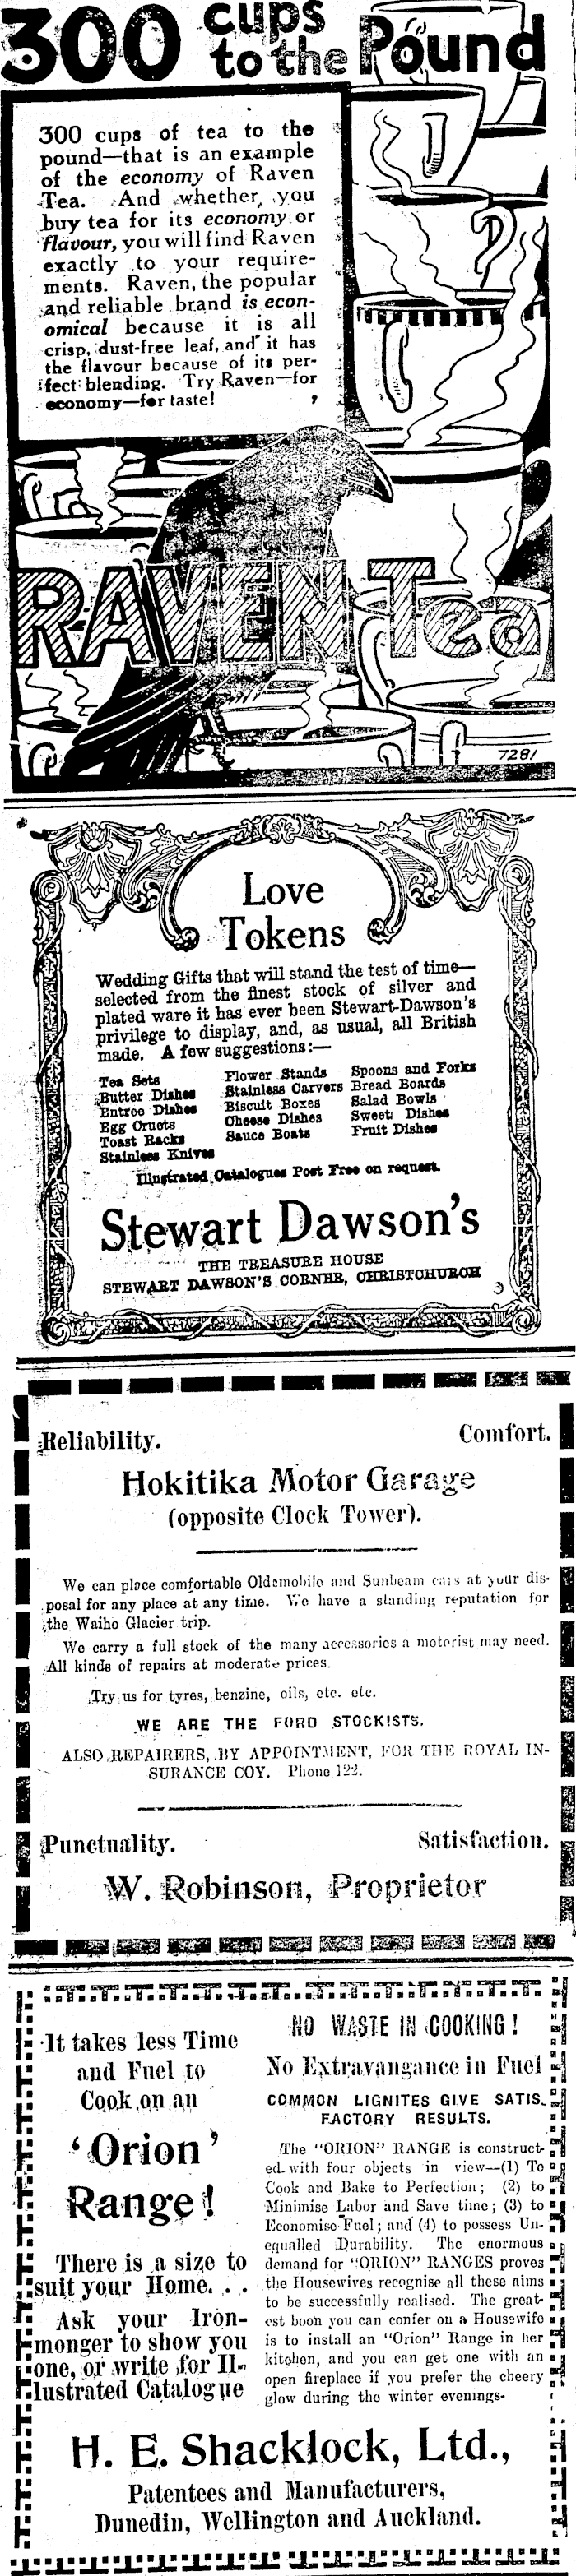 300 cups
to the Pound
300 cups of tea to the
pound—that is an example
of the economy of Raven
Tea. And whether you
buy tea for its economy or
flavour, you will find Raven
exactly to your require-
ments. Raven, the popular
and reliable brand is econ-
omical because it is all
crisp, dust-free leaf, and it has
the flavour because of its per-
fect blending. Try Raven—for
economy—for taste!
RAVEN Tea
7281
Love
Tokens
Wedding Gifts that will stand the test of time—
selected from the finest stock of silver and
plated ware it has ever been Stewart-Dawson's
privilege to display, and, as usual, all British
made. A few suggestions:—
Tea Sets
Butter Dishes
Entree Dishes
Egg Cruets
Toast Racks
Stainless Knives
Flower Stands
Stainless Carvers
Biscuit Boxes
Cheese Dishes
Sauce Boats
Spoons and Forks
Bread Boards
Salad Bowls
Sweet Dishes
Fruit Dishes
Illustrated Catalogues Post Free on request.
Stewart Dawson's
THE TREASURE HOUSE
STEWART DAWSON'S CORNER, CHRISTCHURCH
3
Reliability. Comfort.
Hokitika Motor Garage
(opposite Clock Tower).
We can place comfortable Oldsmobile and Sunbeam cars at your dis-
posal for any place at any time. We have a standing reputation for
the Waiho Glacier trip.
We carry a full stock of the many accessories a motorist may need.
All kinds of repairs at moderate prices.
Try us for tyres, benzine, oils, etc. etc.
WE ARE THE FORD STOCKISTS.
ALSO REPAIRERS, BY APPOINTMENT, FOR THE ROYAL IN-
SURANCE COY. Phone 122.
Punctuality. Satisfaction.
W. Robinson, Proprietor
It takes less Time
and Fuel to
Cook on an
'Orion'
Range!
There is a size to
suit your Home. . .
Ask your Iron-
monger to show you
one, or write for Il-
lustrated Catalogue
NO WASTE IN COOKING!
No Extravangance in Fuel
COMMON LIGNITES GIVE SATIS-
FACTORY RESULTS.
The "ORION" RANGE is construct-
ed with four objects in view—(1) To
Cook and Bake to Perfection; (2) to
Minimise Labor and Save time; (3) to
Economise Fuel; and (4) to possess Un-
equalled Durability. The enormous
demand for "ORION" RANGES proves
the Housewives recognise all these aims
to be successfully realised. The great-
est boon you can confer on a Housewife
is to install an "Orion" Range in her
kitchen, and you can get one with an
open fireplace if you prefer the cheery
glow during the winter evenings-
H. E. Shacklock, Ltd.,
Patentees and Manufacturers,
Dunedin, Wellington and Auckland.